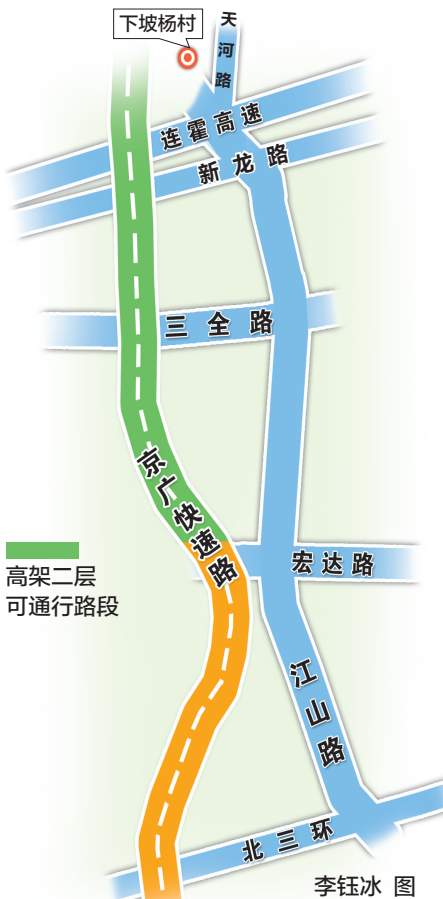 下坡杨村
天河路
连霍高速
新龙路
三全路
京广快速路
高架二层
可通行路段
宏达路
江山路
北三环
李钰冰 图